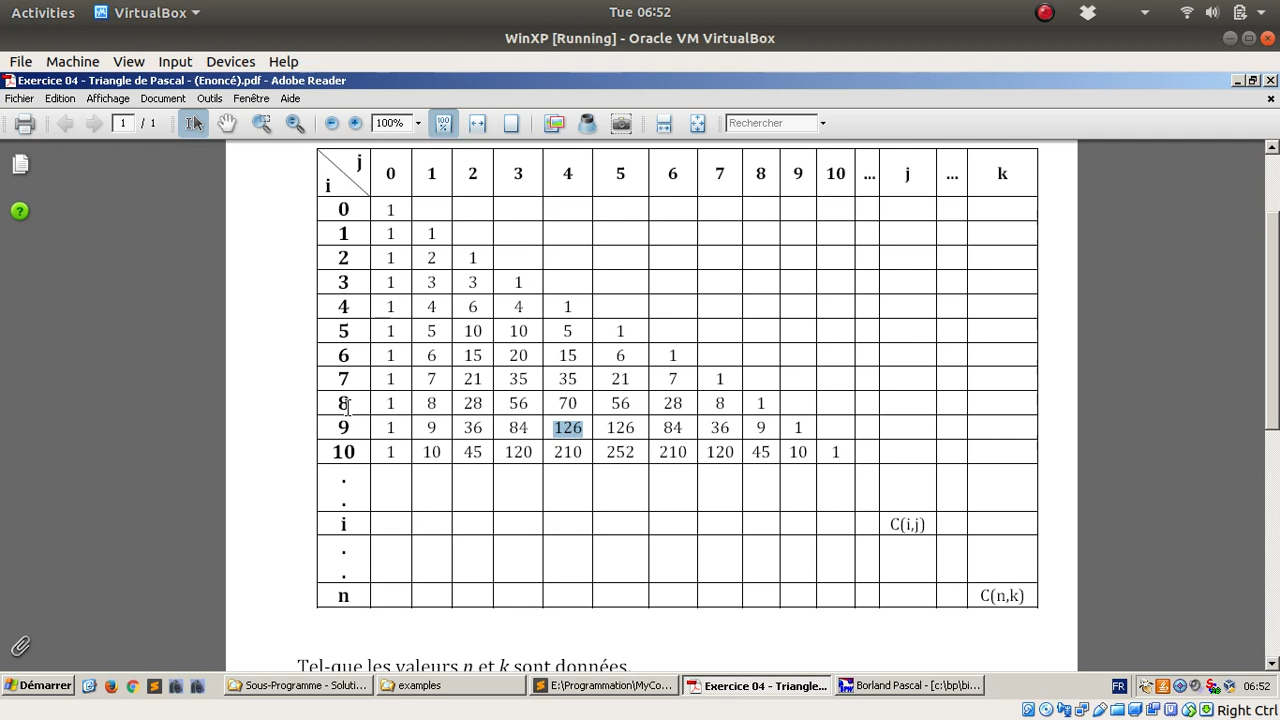 Activities VirtualBox Tue 06:52
WinXP [Running] - Oracle VM VirtualBox
File Machine View Input Devices Help
Exercice 04 - Triangle de Pascal - (Enoncé).pdf - Adobe Reader
Fichier Edition Affichage Document Outils Fenêtre Aide
1 / 1 100% Rechercher
j
i 0 1 2 3 4 5 6 7 8 9 10 ... j ... k
0 1
1 1 1
2 1 2 1
3 1 3 3 1
4 1 4 6 4 1
5 1 5 10 10 5 1
6 1 6 15 20 15 6 1
7 1 7 21 35 35 21 7 1
8 1 8 28 56 70 56 28 8 1
9 1 9 36 84 126 126 84 36 9 1
10 1 10 45 120 210 252 210 120 45 10 1
.
.
i C(i,j)
.
.
n C(n,k)
Tel-que les valeurs n et k sont données.
Démarrer Sous-Programme - Soluti... examples E:\Programmation\MyCo... Exercice 04 - Triangle... Borland Pascal - [c:\bp\bi... FR 06:52
Right Ctrl